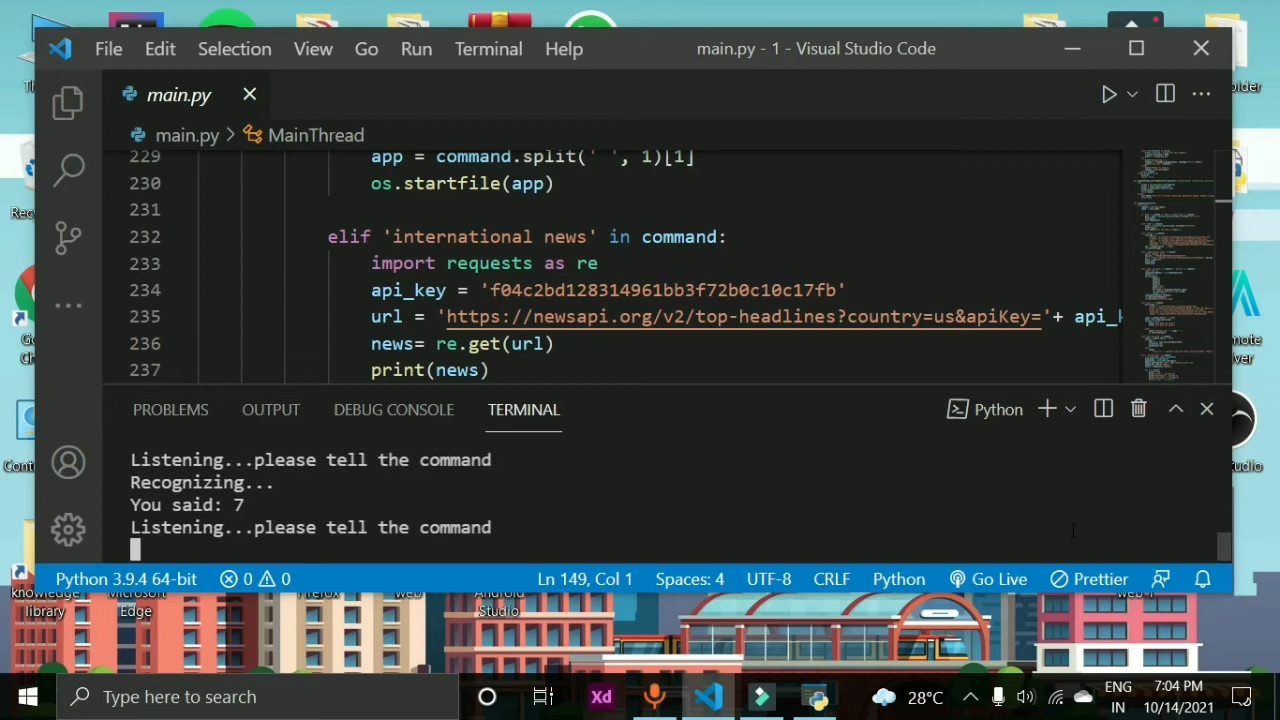 File Edit Selection View Go Run Terminal Help main.py - 1 - Visual Studio Code
main.py
main.py > MainThread
229 app = command.split(' ', 1)[1]
230 os.startfile(app)
231
232 elif 'international news' in command:
233 import requests as re
234 api_key = 'f04c2bd128314961bb3f72b0c10c17fb'
235 url = 'https://newsapi.org/v2/top-headlines?country=us&apiKey='+ api_k
236 news= re.get(url)
237 print(news)
PROBLEMS OUTPUT DEBUG CONSOLE TERMINAL Python
Listening...please tell the command
Recognizing...
You said: 7
Listening...please tell the command
Python 3.9.4 64-bit 0 0 Ln 149, Col 1 Spaces: 4 UTF-8 CRLF Python Go Live Prettier
knowledge
library
Edge
Android
Studio
Type here to search
Xd
28°C
ENG
IN
7:04 PM
10/14/2021